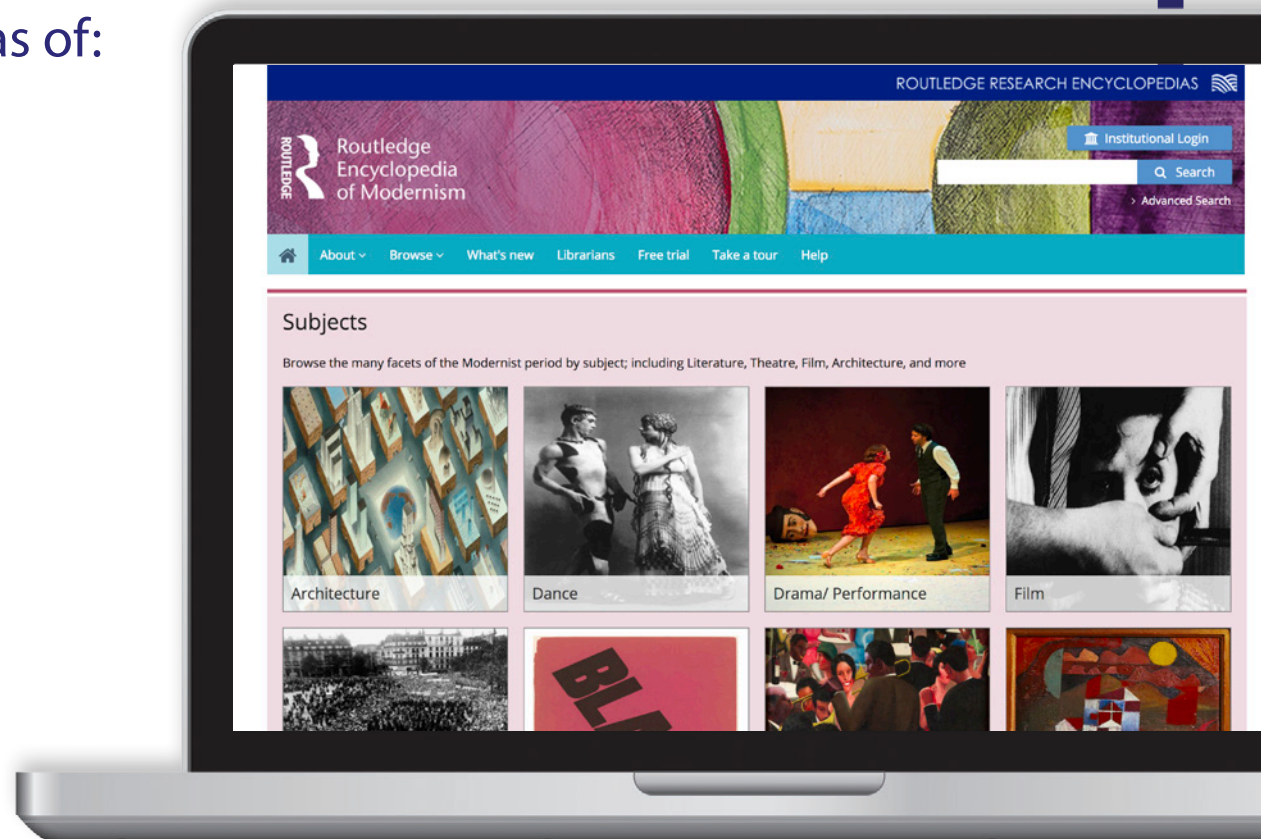 as of:
ROUTLEDGE RESEARCH ENCYCLOPEDIAS
ROUTLEDGE
Routledge
Encyclopedia
of Modernism
Institutional Login
Search
> Advanced Search
About
Browse
What's new
Librarians
Free trial
Take a tour
Help
Subjects
Browse the many facets of the Modernist period by subject; including Literature, Theatre, Film, Architecture, and more
Architecture
Dance
Drama/ Performance
Film
BLA